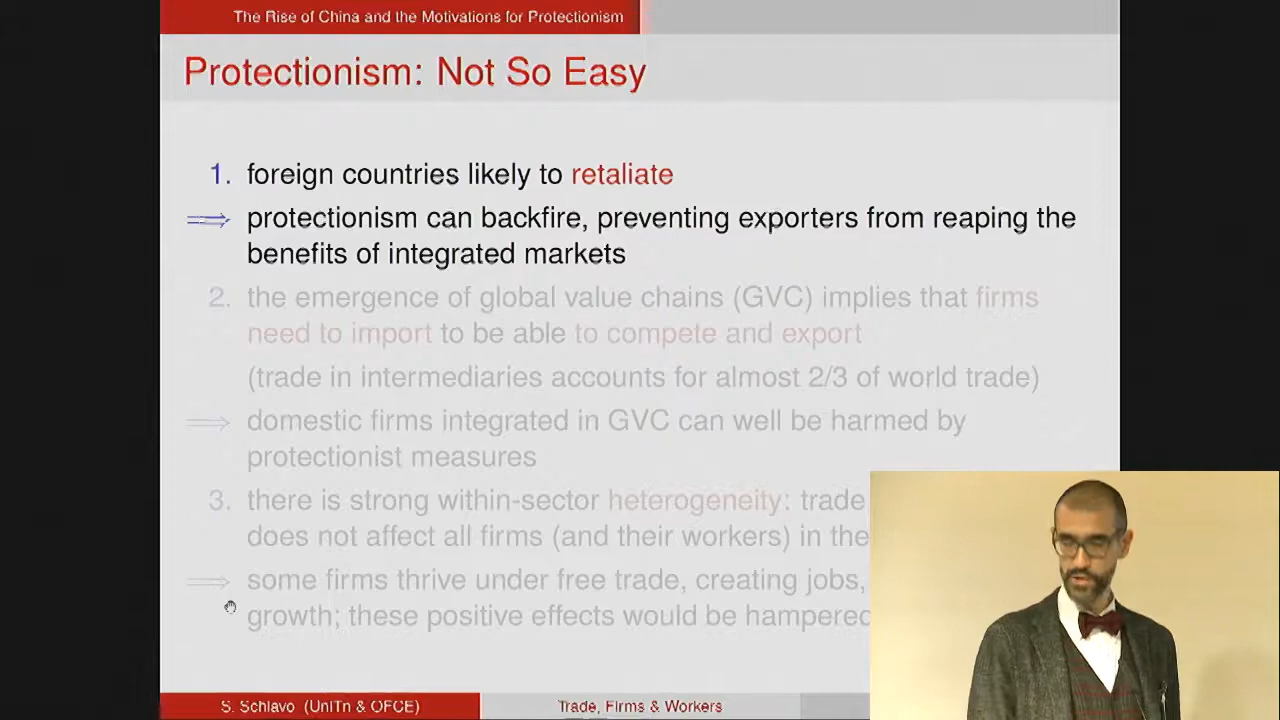 The Rise of China and the Motivations for Protectionism
Protectionism: Not So Easy
1. foreign countries likely to retaliate
⟹ protectionism can backfire, preventing exporters from reaping the
benefits of integrated markets
2. the emergence of global value chains (GVC) implies that firms
need to import to be able to compete and export
(trade in intermediaries accounts for almost 2/3 of world trade)
⟹ domestic firms integrated in GVC can well be harmed by
protectionist measures
3. there is strong within-sector heterogeneity: trade
does not affect all firms (and their workers) in the
⟹ some firms thrive under free trade, creating jobs,
growth; these positive effects would be hampered
S. Schiavo (UniTn & OFCE)
Trade, Firms & Workers